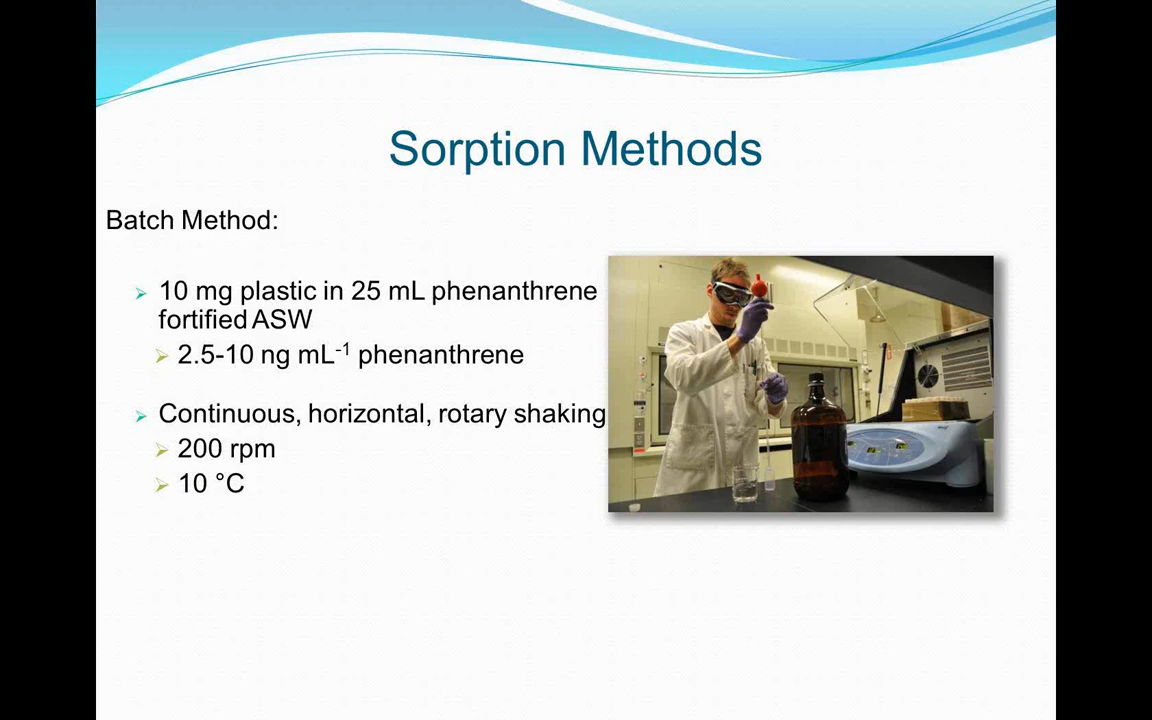 Sorption Methods
Batch Method:
10 mg plastic in 25 mL phenanthrene
fortified ASW
2.5-10 ng mL⁻¹ phenanthrene
Continuous, horizontal, rotary shaking
200 rpm
10 °C